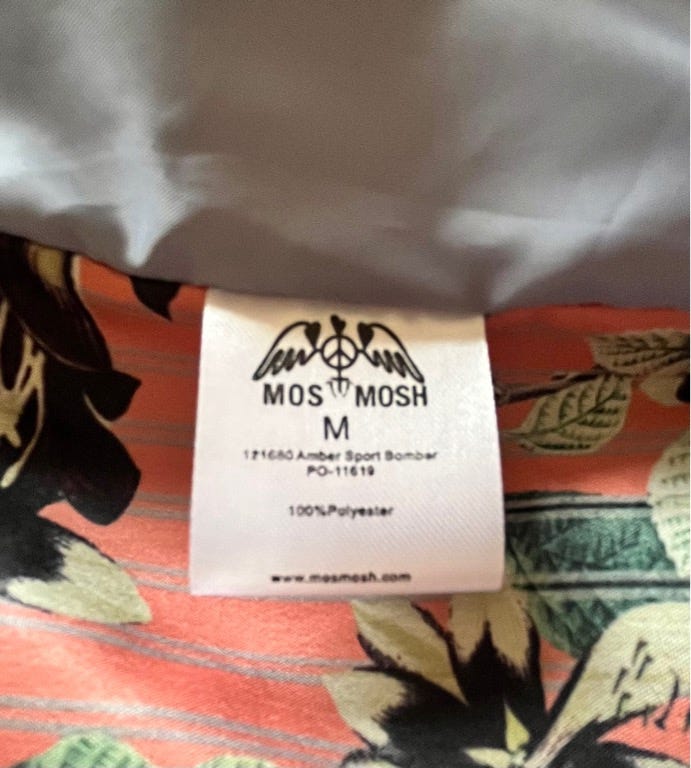 MOS MOSH
M
121680 Amber Sport Bomber
PO-11619
100%Polyester
www.mosmosh.com